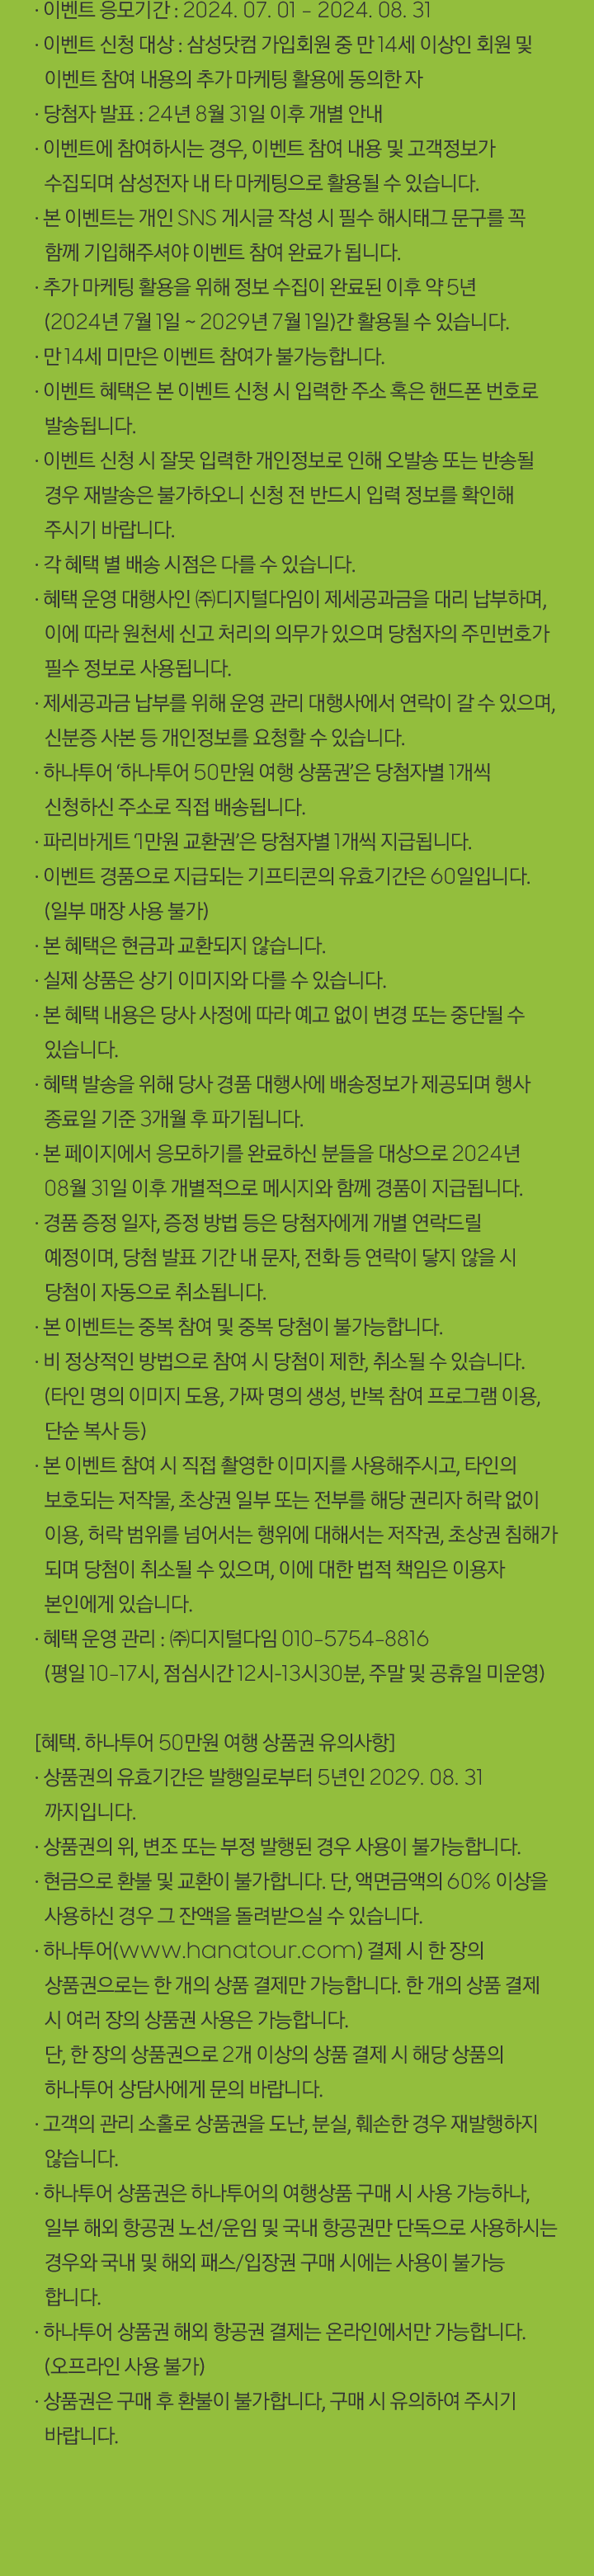 · 이벤트 응모기간 : 2024. 07. 01 - 2024. 08. 31
· 이벤트 신청 대상 : 삼성닷컴 가입회원 중 만 14세 이상인 회원 및
이벤트 참여 내용의 추가 마케팅 활용에 동의한 자
· 당첨자 발표 : 24년 8월 31일 이후 개별 안내
· 이벤트에 참여하시는 경우, 이벤트 참여 내용 및 고객정보가
수집되며 삼성전자 내 타 마케팅으로 활용될 수 있습니다.
· 본 이벤트는 개인 SNS 게시글 작성 시 필수 해시태그 문구를 꼭
함께 기입해주셔야 이벤트 참여 완료가 됩니다.
· 추가 마케팅 활용을 위해 정보 수집이 완료된 이후 약 5년
(2024년 7월 1일 ~ 2029년 7월 1일)간 활용될 수 있습니다.
· 만 14세 미만은 이벤트 참여가 불가능합니다.
· 이벤트 혜택은 본 이벤트 신청 시 입력한 주소 혹은 핸드폰 번호로
발송됩니다.
· 이벤트 신청 시 잘못 입력한 개인정보로 인해 오발송 또는 반송될
경우 재발송은 불가하오니 신청 전 반드시 입력 정보를 확인해
주시기 바랍니다.
· 각 혜택 별 배송 시점은 다를 수 있습니다.
· 혜택 운영 대행사인 ㈜디지털다임이 제세공과금을 대리 납부하며,
이에 따라 원천세 신고 처리의 의무가 있으며 당첨자의 주민번호가
필수 정보로 사용됩니다.
· 제세공과금 납부를 위해 운영 관리 대행사에서 연락이 갈 수 있으며,
신분증 사본 등 개인정보를 요청할 수 있습니다.
· 하나투어 ‘하나투어 50만원 여행 상품권’은 당첨자별 1개씩
신청하신 주소로 직접 배송됩니다.
· 파리바게트 ‘1만원 교환권’은 당첨자별 1개씩 지급됩니다.
· 이벤트 경품으로 지급되는 기프티콘의 유효기간은 60일입니다.
(일부 매장 사용 불가)
· 본 혜택은 현금과 교환되지 않습니다.
· 실제 상품은 상기 이미지와 다를 수 있습니다.
· 본 혜택 내용은 당사 사정에 따라 예고 없이 변경 또는 중단될 수
있습니다.
· 혜택 발송을 위해 당사 경품 대행사에 배송정보가 제공되며 행사
종료일 기준 3개월 후 파기됩니다.
· 본 페이지에서 응모하기를 완료하신 분들을 대상으로 2024년
08월 31일 이후 개별적으로 메시지와 함께 경품이 지급됩니다.
· 경품 증정 일자, 증정 방법 등은 당첨자에게 개별 연락드릴
예정이며, 당첨 발표 기간 내 문자, 전화 등 연락이 닿지 않을 시
당첨이 자동으로 취소됩니다.
· 본 이벤트는 중복 참여 및 중복 당첨이 불가능합니다.
· 비 정상적인 방법으로 참여 시 당첨이 제한, 취소될 수 있습니다.
(타인 명의 이미지 도용, 가짜 명의 생성, 반복 참여 프로그램 이용,
단순 복사 등)
· 본 이벤트 참여 시 직접 촬영한 이미지를 사용해주시고, 타인의
보호되는 저작물, 초상권 일부 또는 전부를 해당 권리자 허락 없이
이용, 허락 범위를 넘어서는 행위에 대해서는 저작권, 초상권 침해가
되며 당첨이 취소될 수 있으며, 이에 대한 법적 책임은 이용자
본인에게 있습니다.
· 혜택 운영 관리 : ㈜디지털다임 010-5754-8816
(평일 10-17시, 점심시간 12시-13시30분, 주말 및 공휴일 미운영)
[혜택. 하나투어 50만원 여행 상품권 유의사항]
· 상품권의 유효기간은 발행일로부터 5년인 2029. 08. 31
까지입니다.
· 상품권의 위, 변조 또는 부정 발행된 경우 사용이 불가능합니다.
· 현금으로 환불 및 교환이 불가합니다. 단, 액면금액의 60% 이상을
사용하신 경우 그 잔액을 돌려받으실 수 있습니다.
· 하나투어(www.hanatour.com) 결제 시 한 장의
상품권으로는 한 개의 상품 결제만 가능합니다. 한 개의 상품 결제
시 여러 장의 상품권 사용은 가능합니다.
단, 한 장의 상품권으로 2개 이상의 상품 결제 시 해당 상품의
하나투어 상담사에게 문의 바랍니다.
· 고객의 관리 소홀로 상품권을 도난, 분실, 훼손한 경우 재발행하지
않습니다.
· 하나투어 상품권은 하나투어의 여행상품 구매 시 사용 가능하나,
일부 해외 항공권 노선/운임 및 국내 항공권만 단독으로 사용하시는
경우와 국내 및 해외 패스/입장권 구매 시에는 사용이 불가능
합니다.
· 하나투어 상품권 해외 항공권 결제는 온라인에서만 가능합니다.
(오프라인 사용 불가)
· 상품권은 구매 후 환불이 불가합니다, 구매 시 유의하여 주시기
바랍니다.